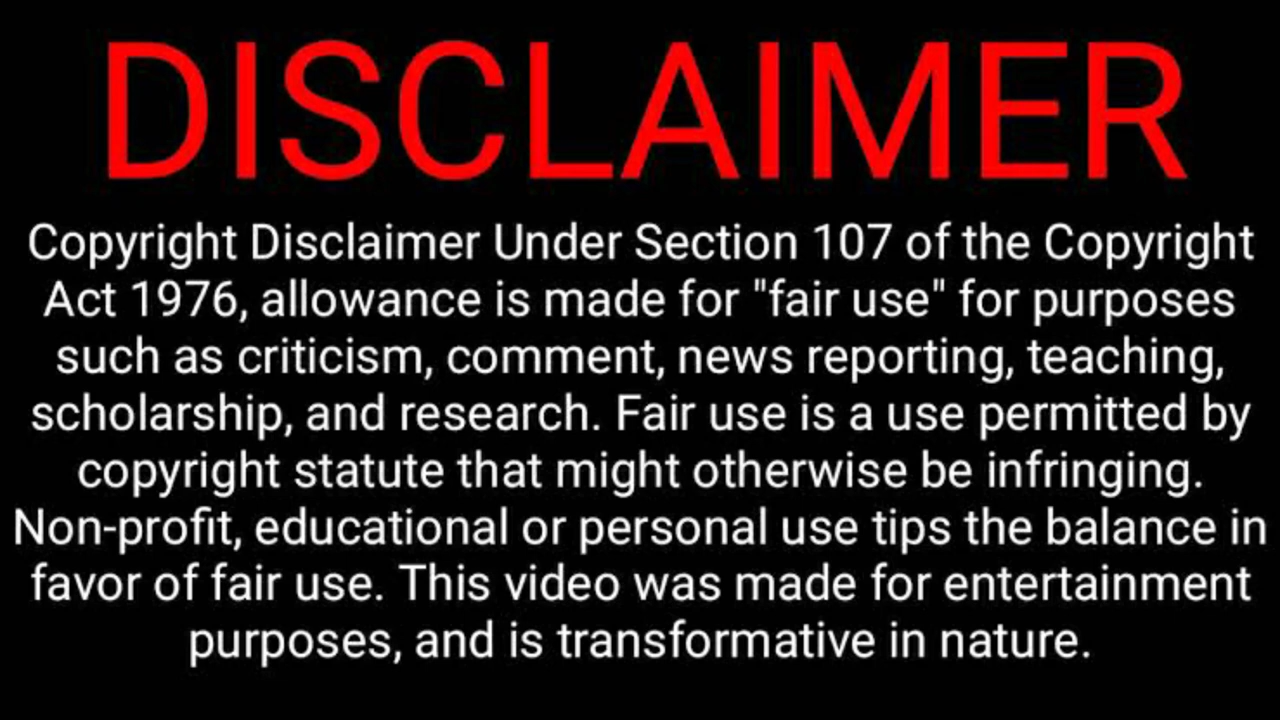 DISCLAIMER
Copyright Disclaimer Under Section 107 of the Copyright
Act 1976, allowance is made for "fair use" for purposes
such as criticism, comment, news reporting, teaching,
scholarship, and research. Fair use is a use permitted by
copyright statute that might otherwise be infringing.
Non-profit, educational or personal use tips the balance in
favor of fair use. This video was made for entertainment
purposes, and is transformative in nature.